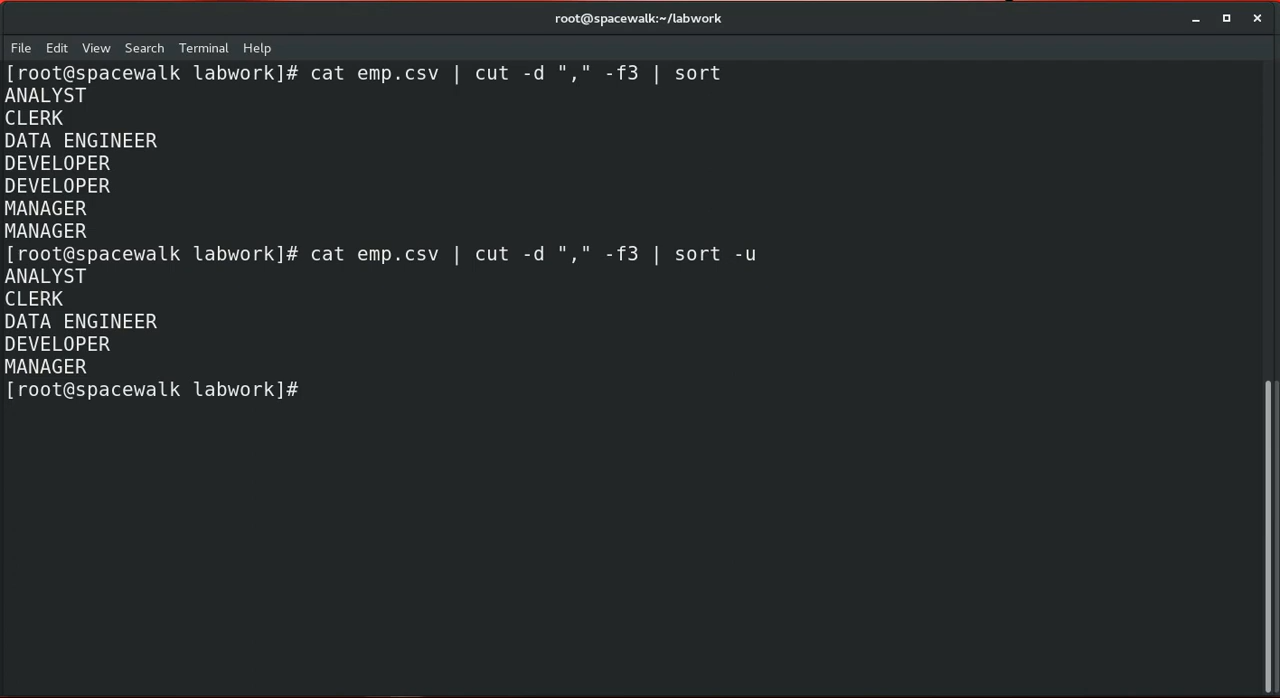 root@spacewalk:~/labwork
File Edit View Search Terminal Help
[root@spacewalk labwork]# cat emp.csv | cut -d "," -f3 | sort
ANALYST
CLERK
DATA ENGINEER
DEVELOPER
DEVELOPER
MANAGER
MANAGER
[root@spacewalk labwork]# cat emp.csv | cut -d "," -f3 | sort -u
ANALYST
CLERK
DATA ENGINEER
DEVELOPER
MANAGER
[root@spacewalk labwork]#